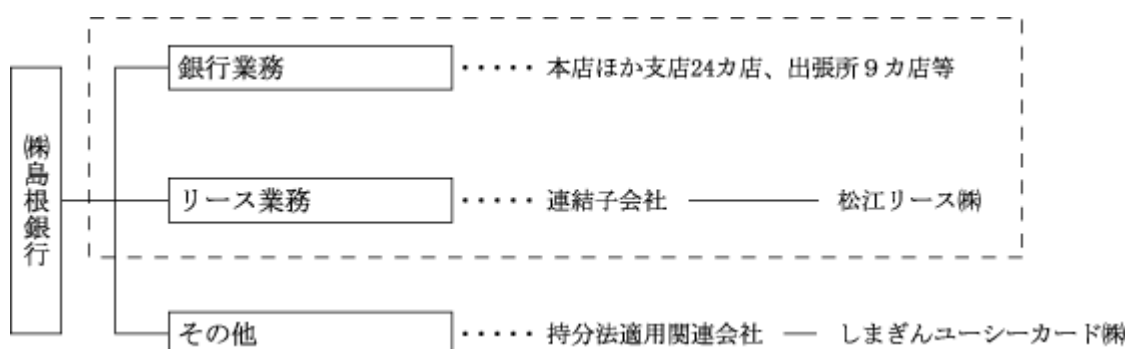 ㈱島根銀行
銀行業務 ····· 本店ほか支店24カ店、出張所9カ店等
リース業務 ····· 連結子会社 松江リース㈱
その他 ····· 持分法適用関連会社 しまぎんユーシーカード㈱